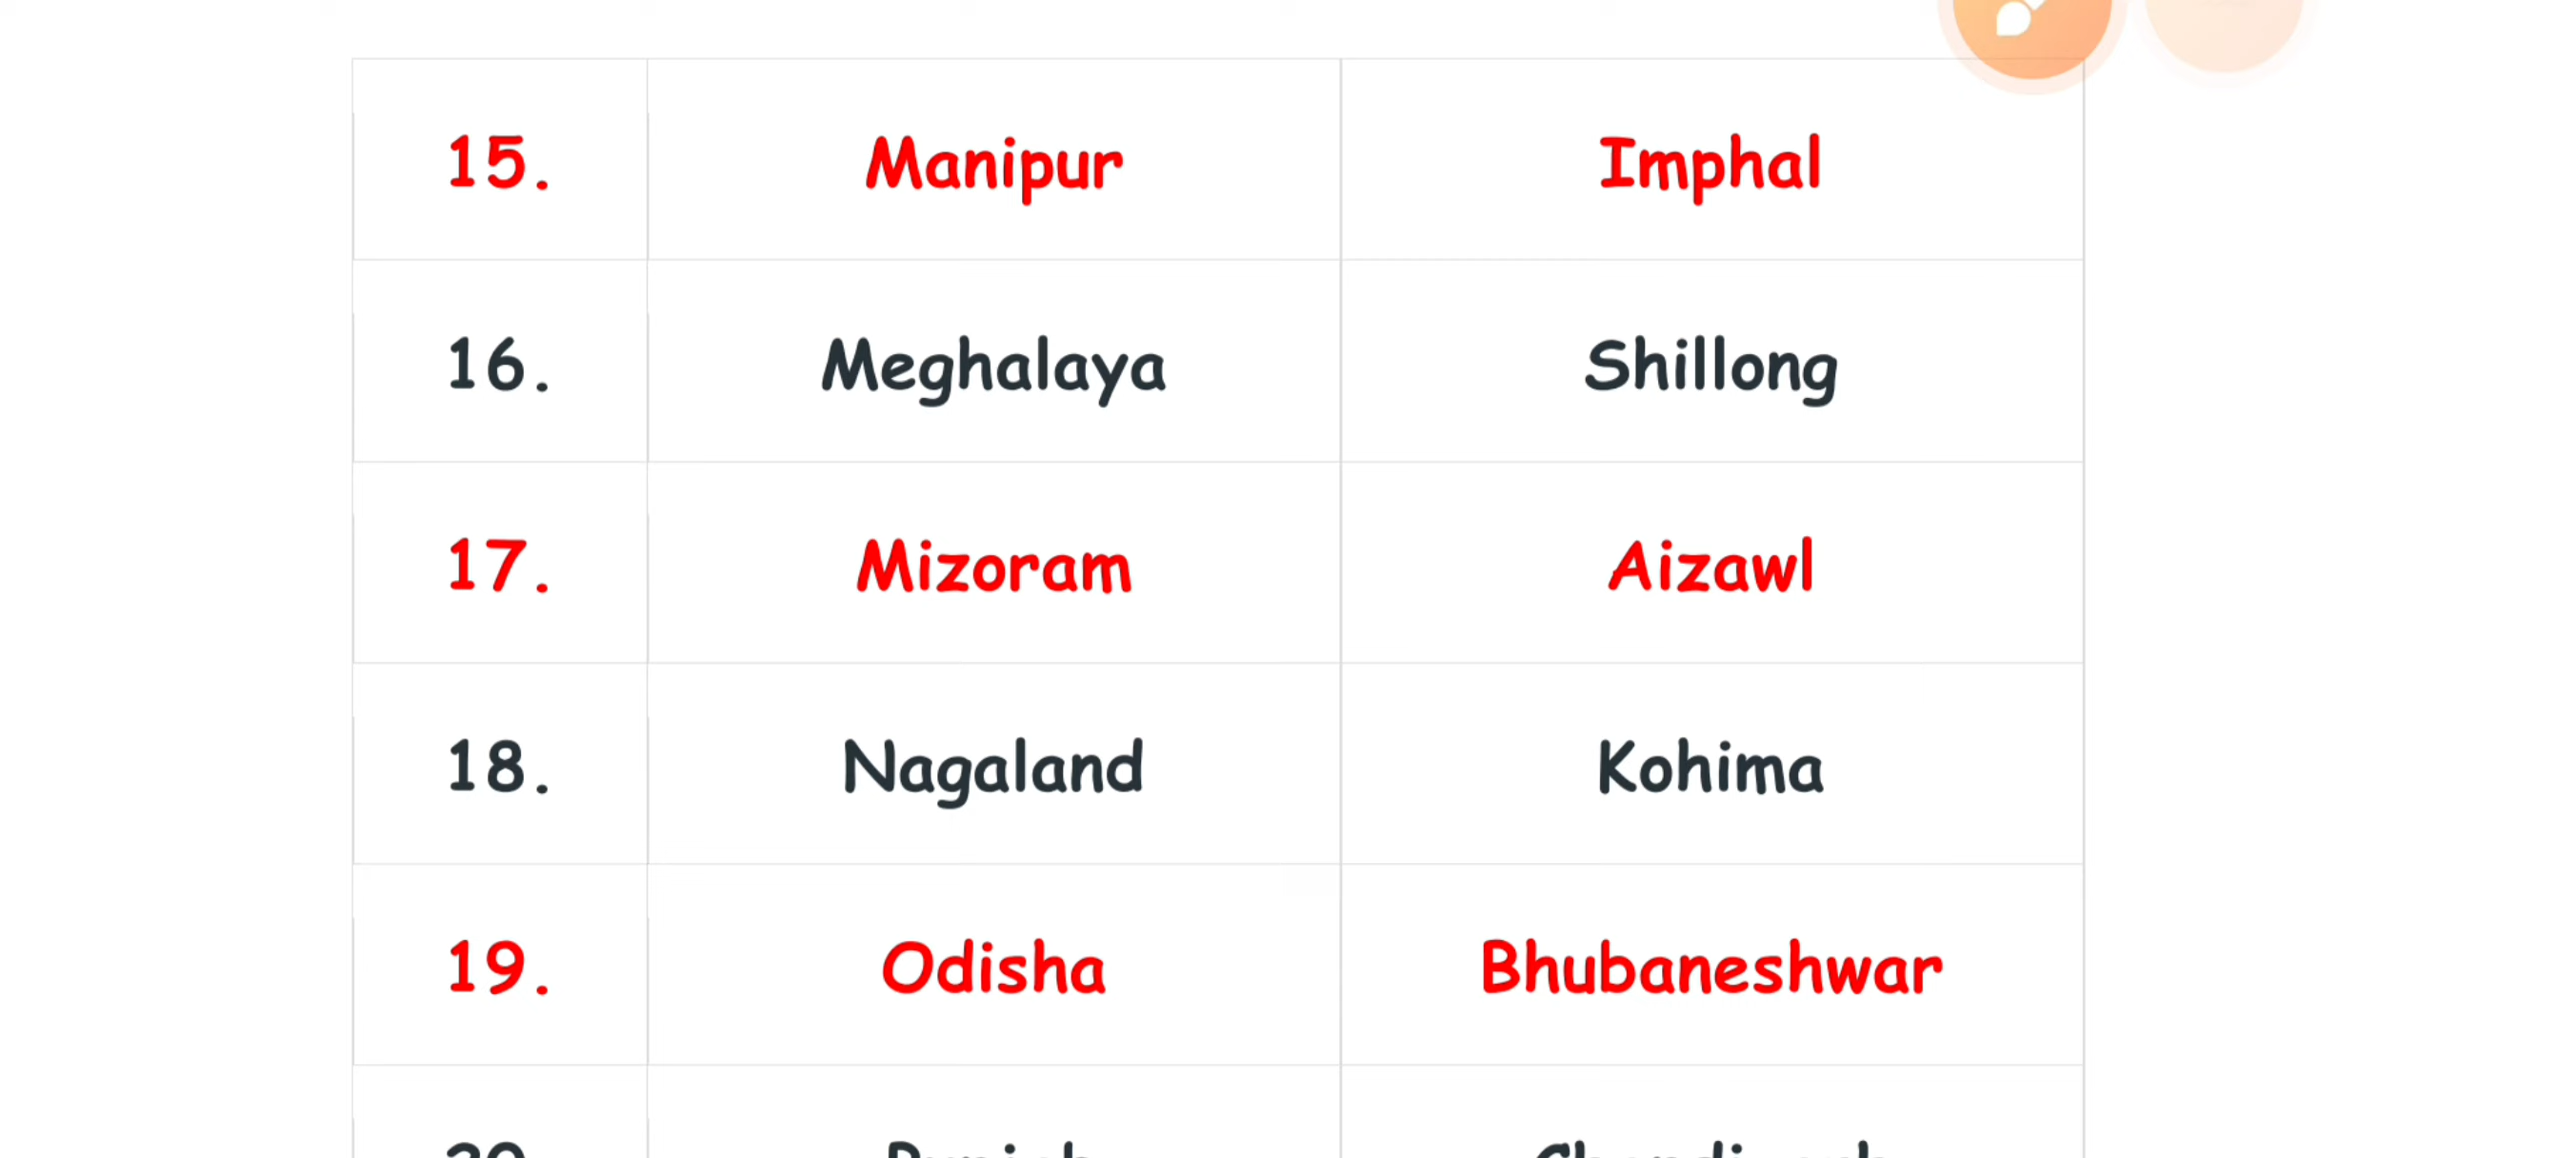 15. Manipur Imphal
16. Meghalaya Shillong
17. Mizoram Aizawl
18. Nagaland Kohima
19. Odisha Bhubaneshwar